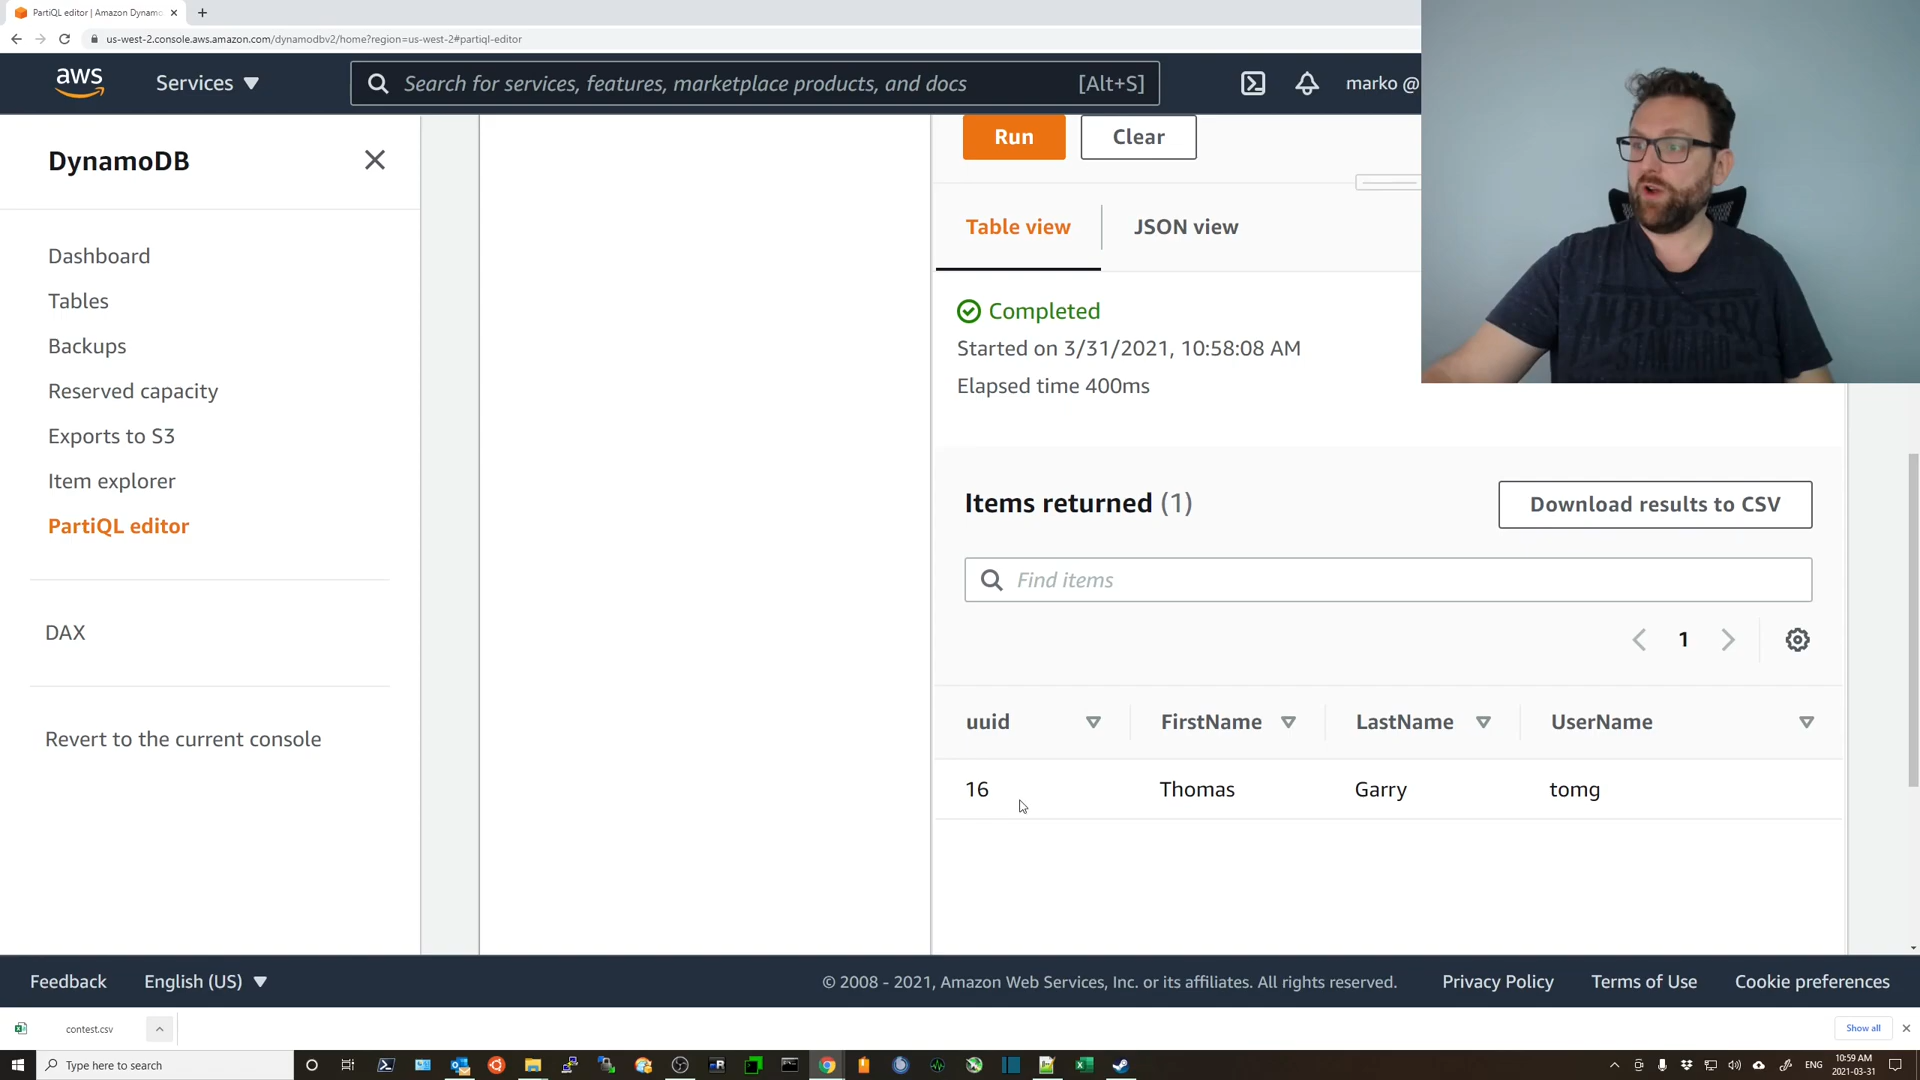 PartiQL editor | Amazon Dynamo
us-west-2.console.aws.amazon.com/dynamodbv2/home?region=us-west-2#partiql-editor
aws
Services
Search for services, features, marketplace products, and docs
[Alt+S]
marko @
DynamoDB
Dashboard
Tables
Backups
Reserved capacity
Exports to S3
Item explorer
PartiQL editor
DAX
Revert to the current console
Run
Clear
Table view
JSON view
Completed
Started on 3/31/2021, 10:58:08 AM
Elapsed time 400ms
Items returned (1)
Download results to CSV
Find items
1
uuid FirstName LastName UserName
16 Thomas Garry tomg
Feedback
English (US)
© 2008 - 2021, Amazon Web Services, Inc. or its affiliates. All rights reserved.
Privacy Policy
Terms of Use
Cookie preferences
contest.csv
Show all
Type here to search
ENG
10:59 AM
2021-03-31